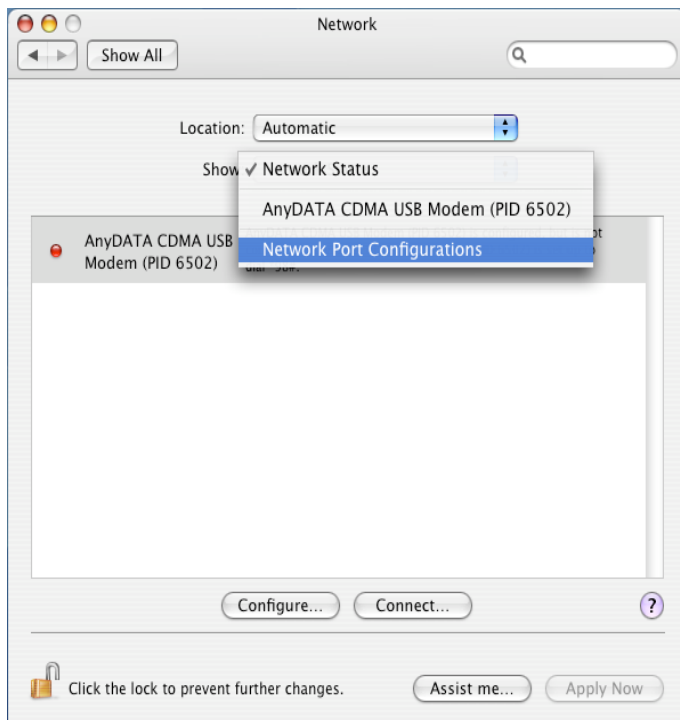 Network
Show All
Location: Automatic
Show
✓ Network Status
AnyDATA CDMA USB Modem (PID 6502)
Network Port Configurations
AnyDATA CDMA USB
Modem (PID 6502)
Configure...
Connect...
?
Click the lock to prevent further changes.
Assist me...
Apply Now